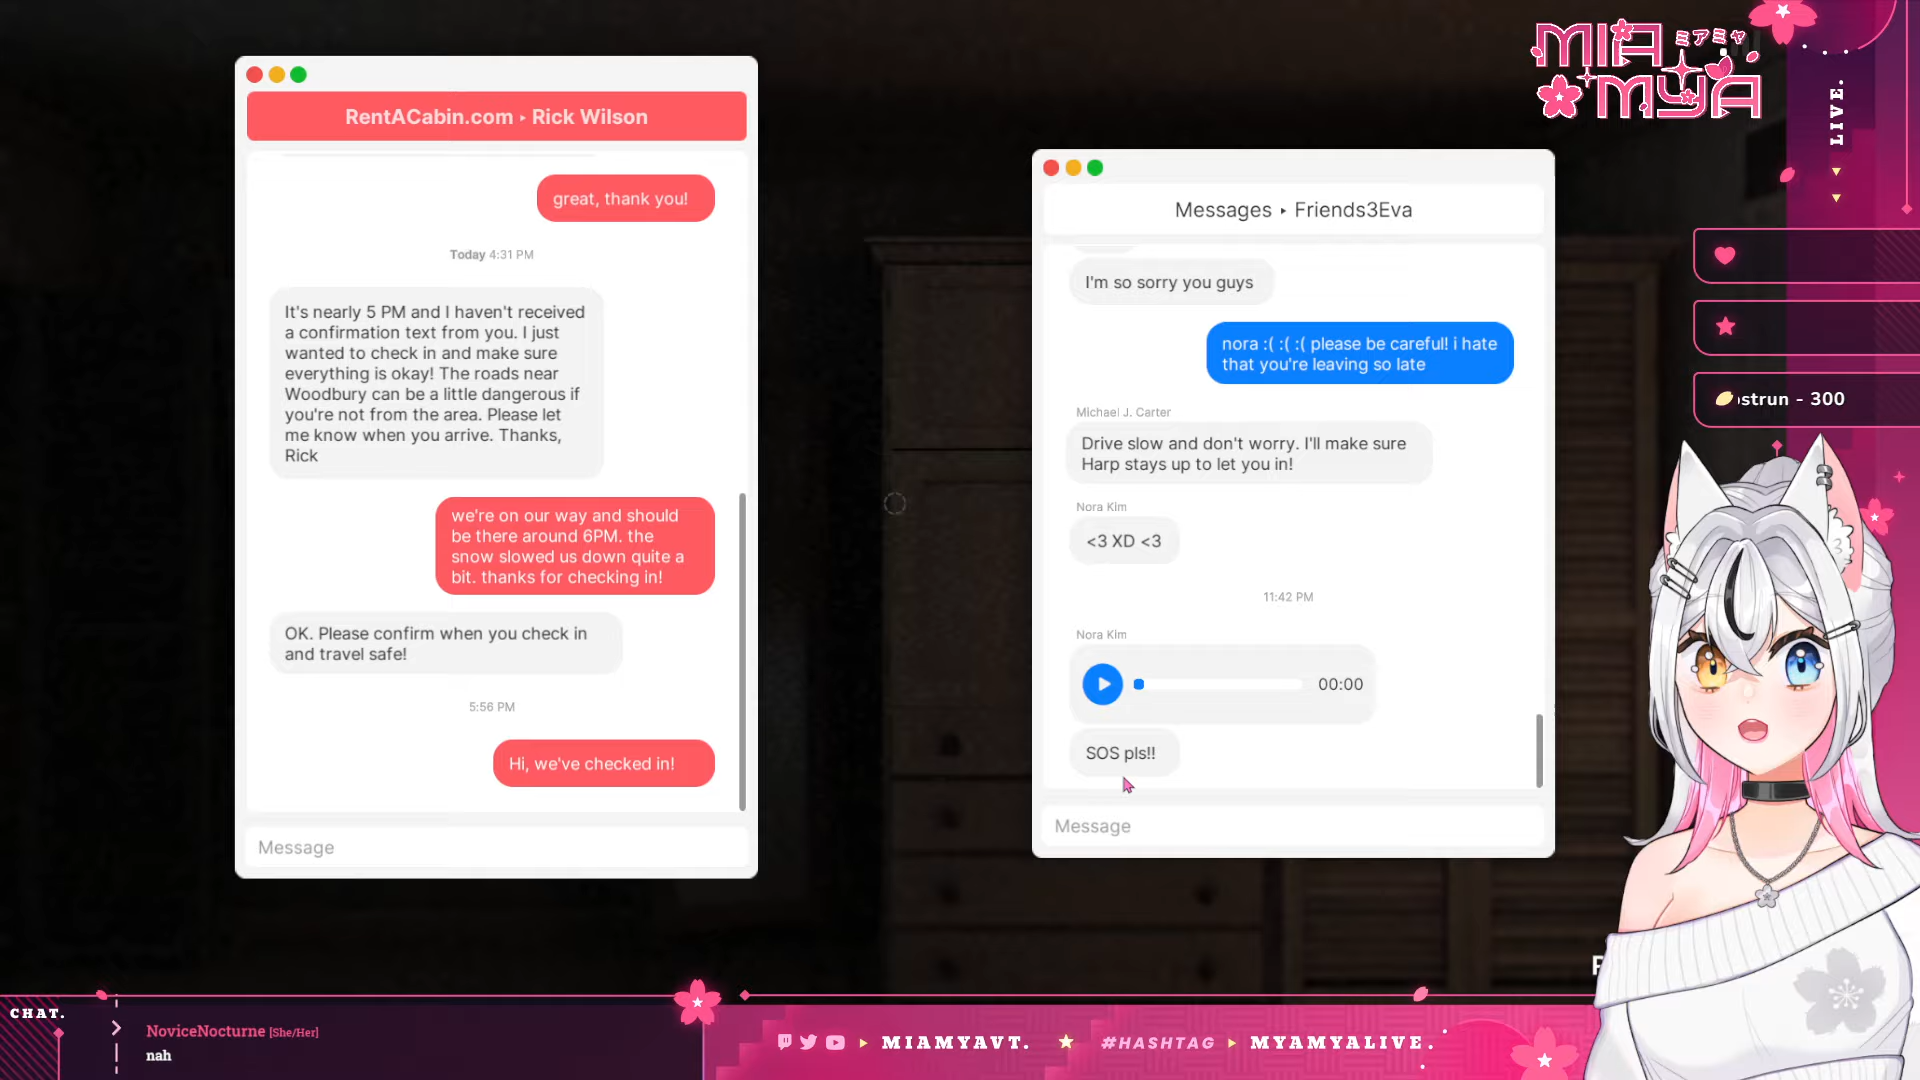 RentACabin.com ▸ Rick Wilson
great, thank you!
Today 4:31 PM
It's nearly 5 PM and I haven't received
a confirmation text from you. I just
wanted to check in and make sure
everything is okay! The roads near
Woodbury can be a little dangerous if
you're not from the area. Please let
me know when you arrive. Thanks,
Rick
we're on our way and should
be there around 6PM. the
snow slowed us down quite a
bit. thanks for checking in!
OK. Please confirm when you check in
and travel safe!
5:56 PM
Hi, we've checked in!
Message
Messages ▸ Friends3Eva
I'm so sorry you guys
nora :( :( :( please be careful! i hate
that you're leaving so late
Michael J. Carter
Drive slow and don't worry. I'll make sure
Harp stays up to let you in!
Nora Kim
<3 XD <3
11:42 PM
Nora Kim
00:00
SOS pls!!
Message
MIA ミアミャ
MYA
LIVE.
strun - 300
CHAT.
NoviceNocturne [She/Her]
nah
MIAMYAVT.
#HASHTAG
MYAMYALIVE.